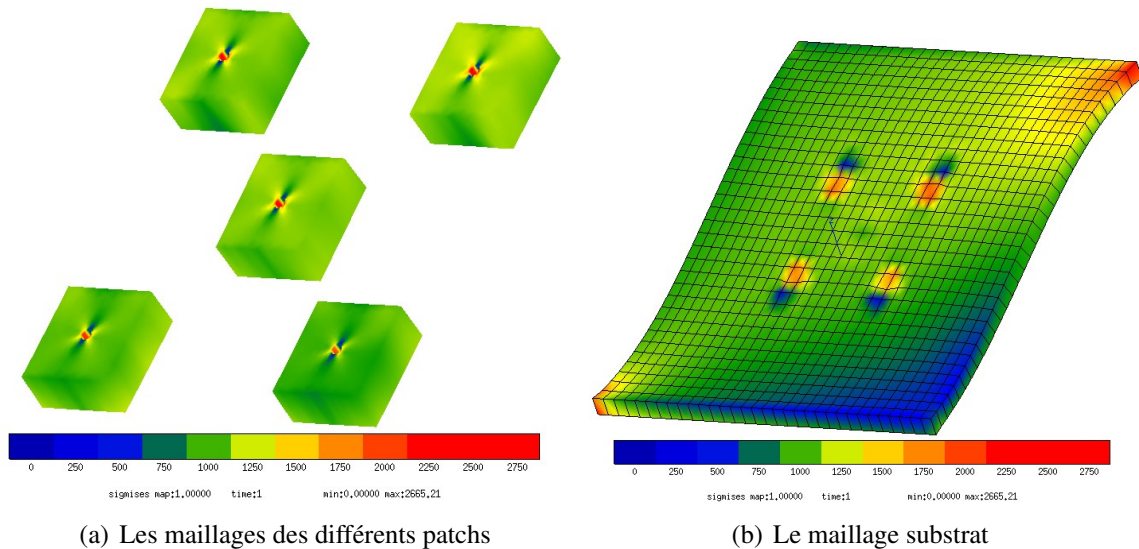 0 250 500 750 1000 1250 1500 1750 2000 2250 2500 2750
sigmises map:1.00000 time:1 min:0.00000 max:2665.21
(a) Les maillages des différents patchs
0 250 500 750 1000 1250 1500 1750 2000 2250 2500 2750
sigmises map:1.00000 time:1 min:0.00000 max:2665.21
(b) Le maillage substrat